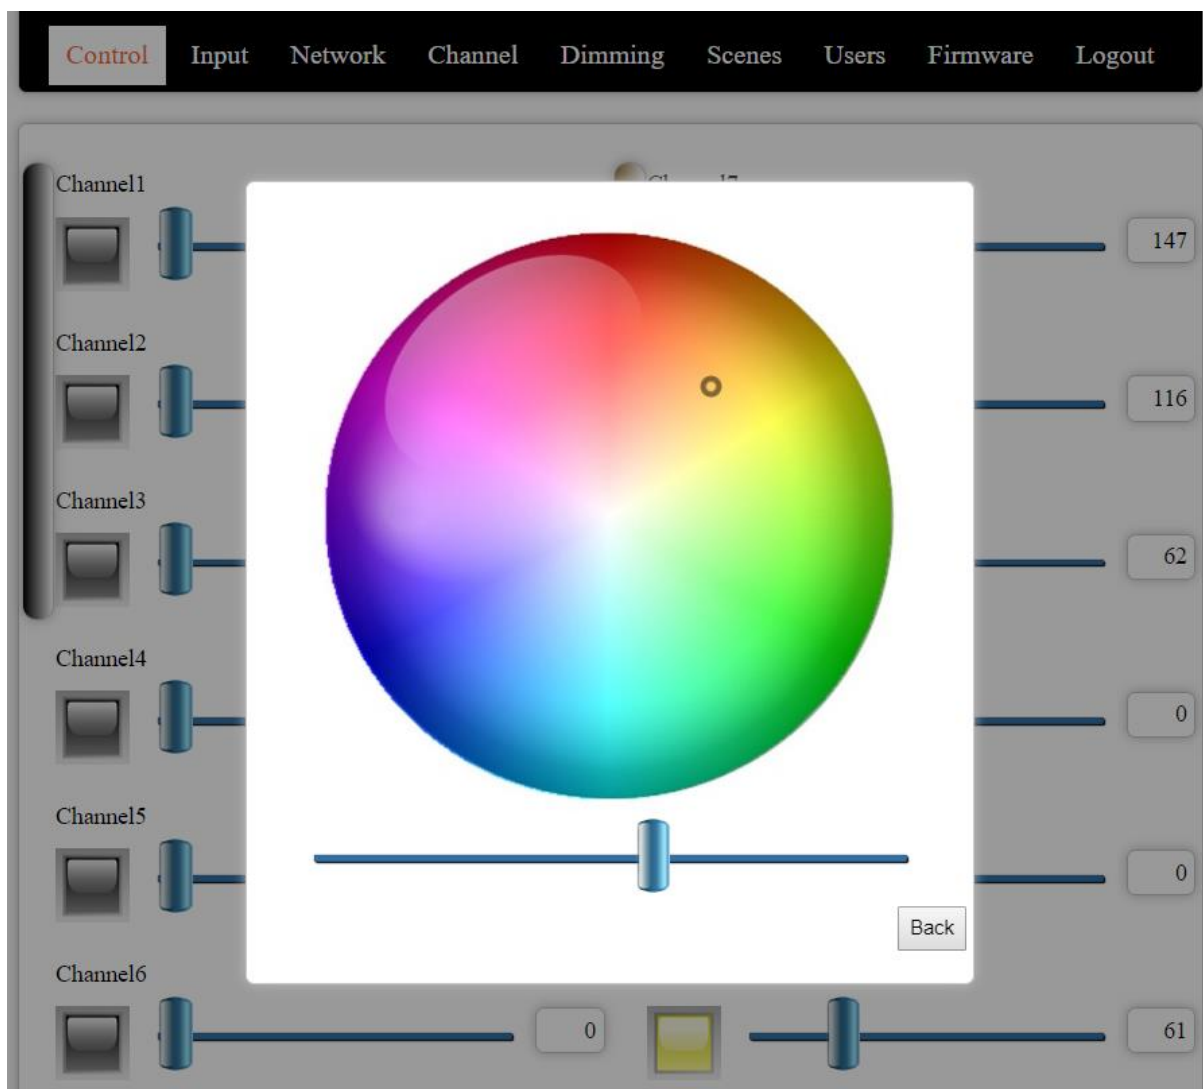 Control Input Network Channel Dimming Scenes Users Firmware Logout
Channel1
147
Channel2
116
Channel3
62
Channel4
0
Channel5
0
Back
Channel6
0 61